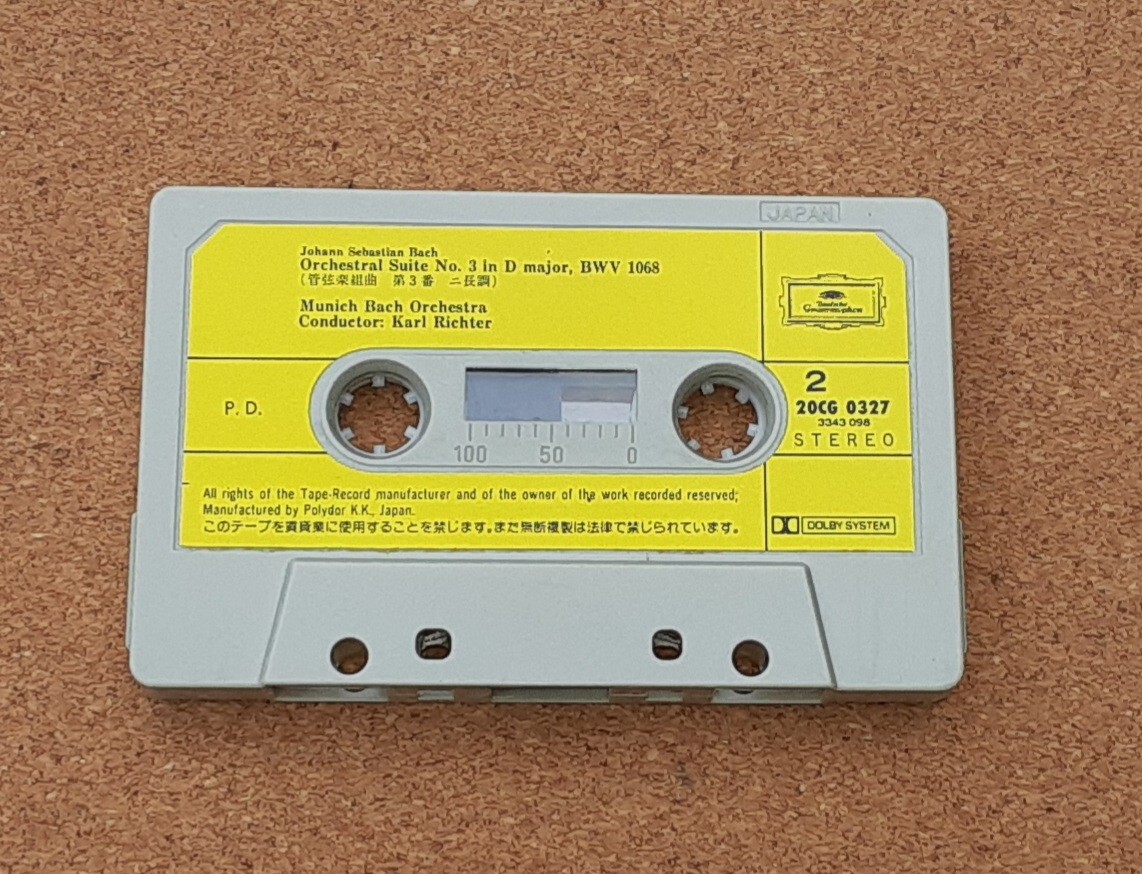 JAPAN
Johann Sebastian Bach
Orchestral Suite No. 3 in D major, BWV 1068
(管弦楽組曲 第3番 ニ長調)
Munich Bach Orchestra
Conductor: Karl Richter
Deutsche
Grammophon
P. D.
2
20CG 0327
3343 098
STEREO
100 50 0
All rights of the Tape-Record manufacturer and of the owner of the work recorded reserved;
Manufactured by Polydor K.K., Japan.
このテープを賃貸業に使用することを禁じます。また無断複製は法律で禁じられています。
DOLBY SYSTEM